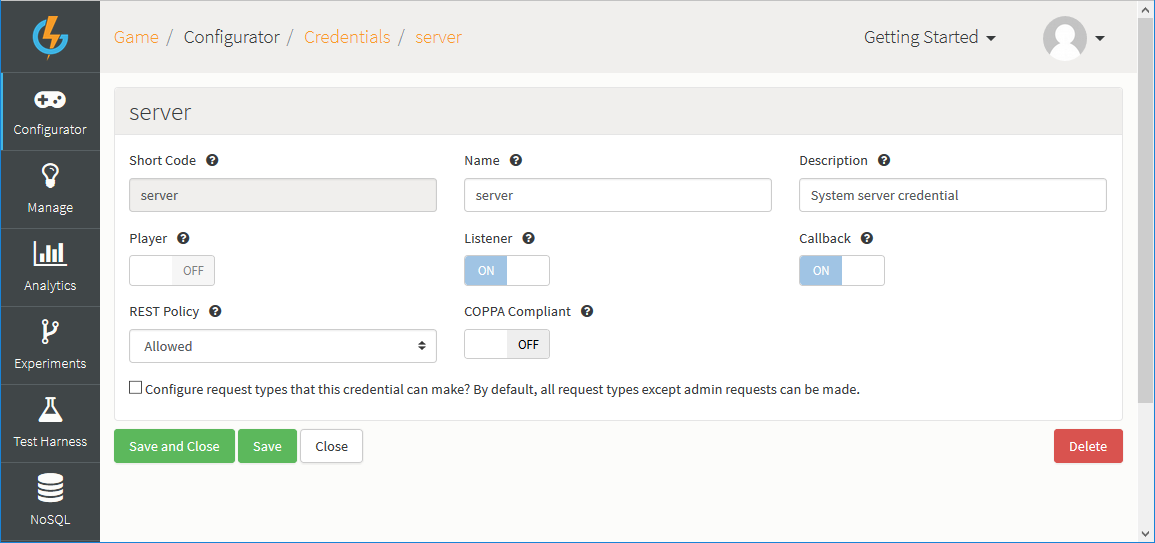 Game / Configurator / Credentials / server
Getting Started
Configurator
Manage
Analytics
Experiments
Test Harness
NoSQL
server
Short Code
Name
Description
server
server
System server credential
Player
Listener
Callback
OFF
ON
ON
REST Policy
COPPA Compliant
Allowed
OFF
Configure request types that this credential can make? By default, all request types except admin requests can be made.
Save and Close
Save
Close
Delete